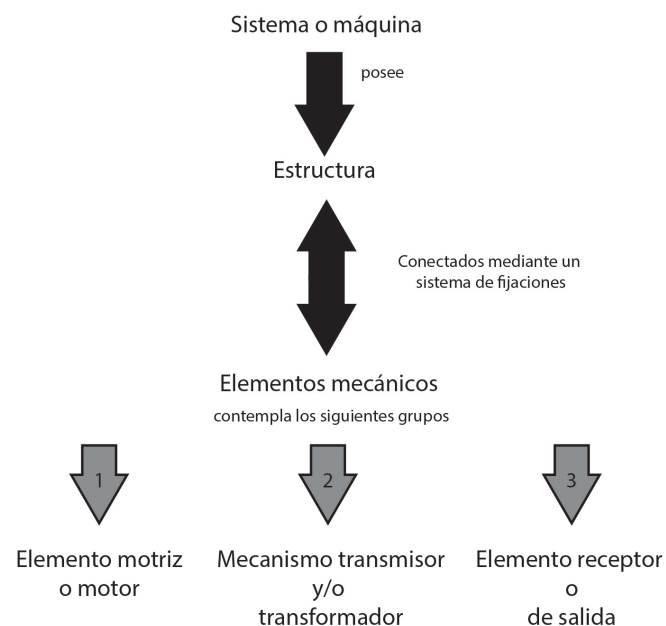 Sistema o máquina
posee
Estructura
Conectados mediante un
sistema de fijaciones
Elementos mecánicos
contempla los siguientes grupos
1
2
3
Elemento motriz
o motor
Mecanismo transmisor
y/o
transformador
Elemento receptor
o
de salida